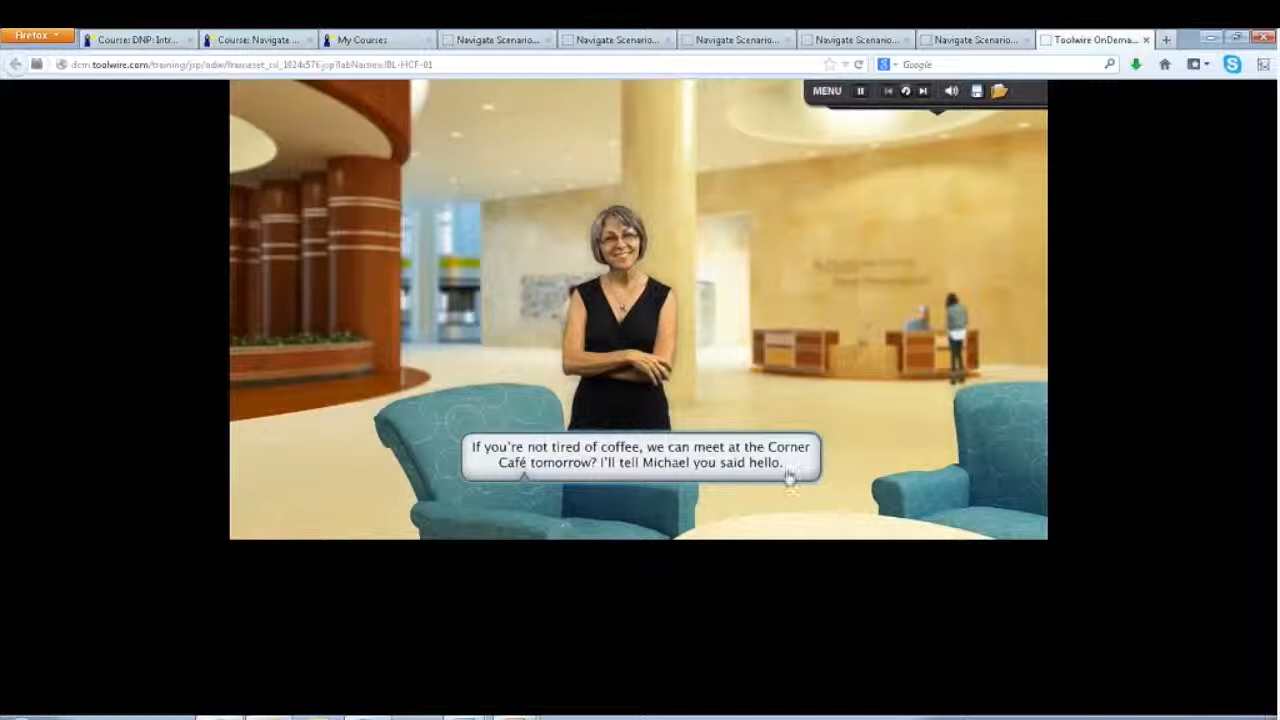 Firefox
Course: DNP: Intr...
Course: Navigate ...
My Courses
Navigate Scenario...
Navigate Scenario...
Navigate Scenario...
Navigate Scenario...
Navigate Scenario...
Toolwire OnDema...
Google
MENU
If you're not tired of coffee, we can meet at the Corner
Café tomorrow? I'll tell Michael you said hello.